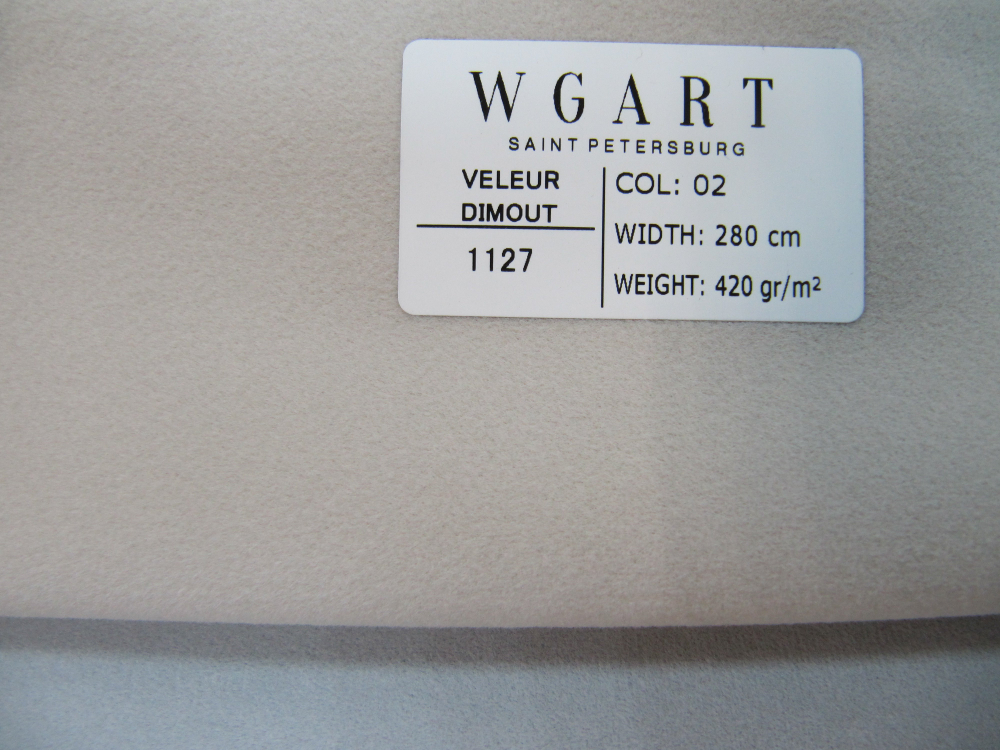 WGART
SAINT PETERSBURG
VELEUR
DIMOUT
1127
COL: 02
WIDTH: 280 cm
WEIGHT: 420 gr/m²